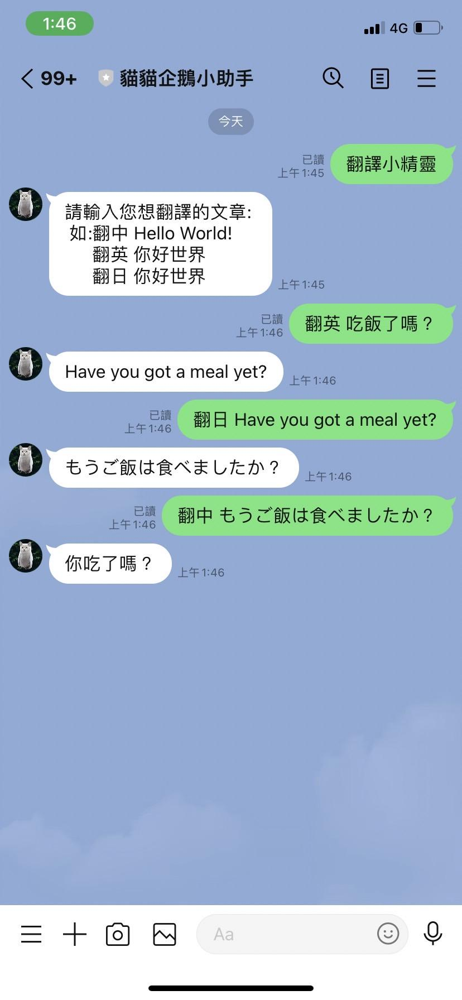 1:46
4G
99+
貓貓企鵝小助手
今天
翻譯小精靈
已讀
上午 1:45
請輸入您想翻譯的文章:
如:翻中 Hello World!
翻英 你好世界
翻日 你好世界
上午 1:45
翻英 吃飯了嗎？
已讀
上午 1:46
Have you got a meal yet?
上午 1:46
翻日 Have you got a meal yet?
已讀
上午 1:46
もうご飯は食べましたか？
上午 1:46
翻中 もうご飯は食べましたか？
已讀
上午 1:46
你吃了嗎？
上午 1:46
Aa